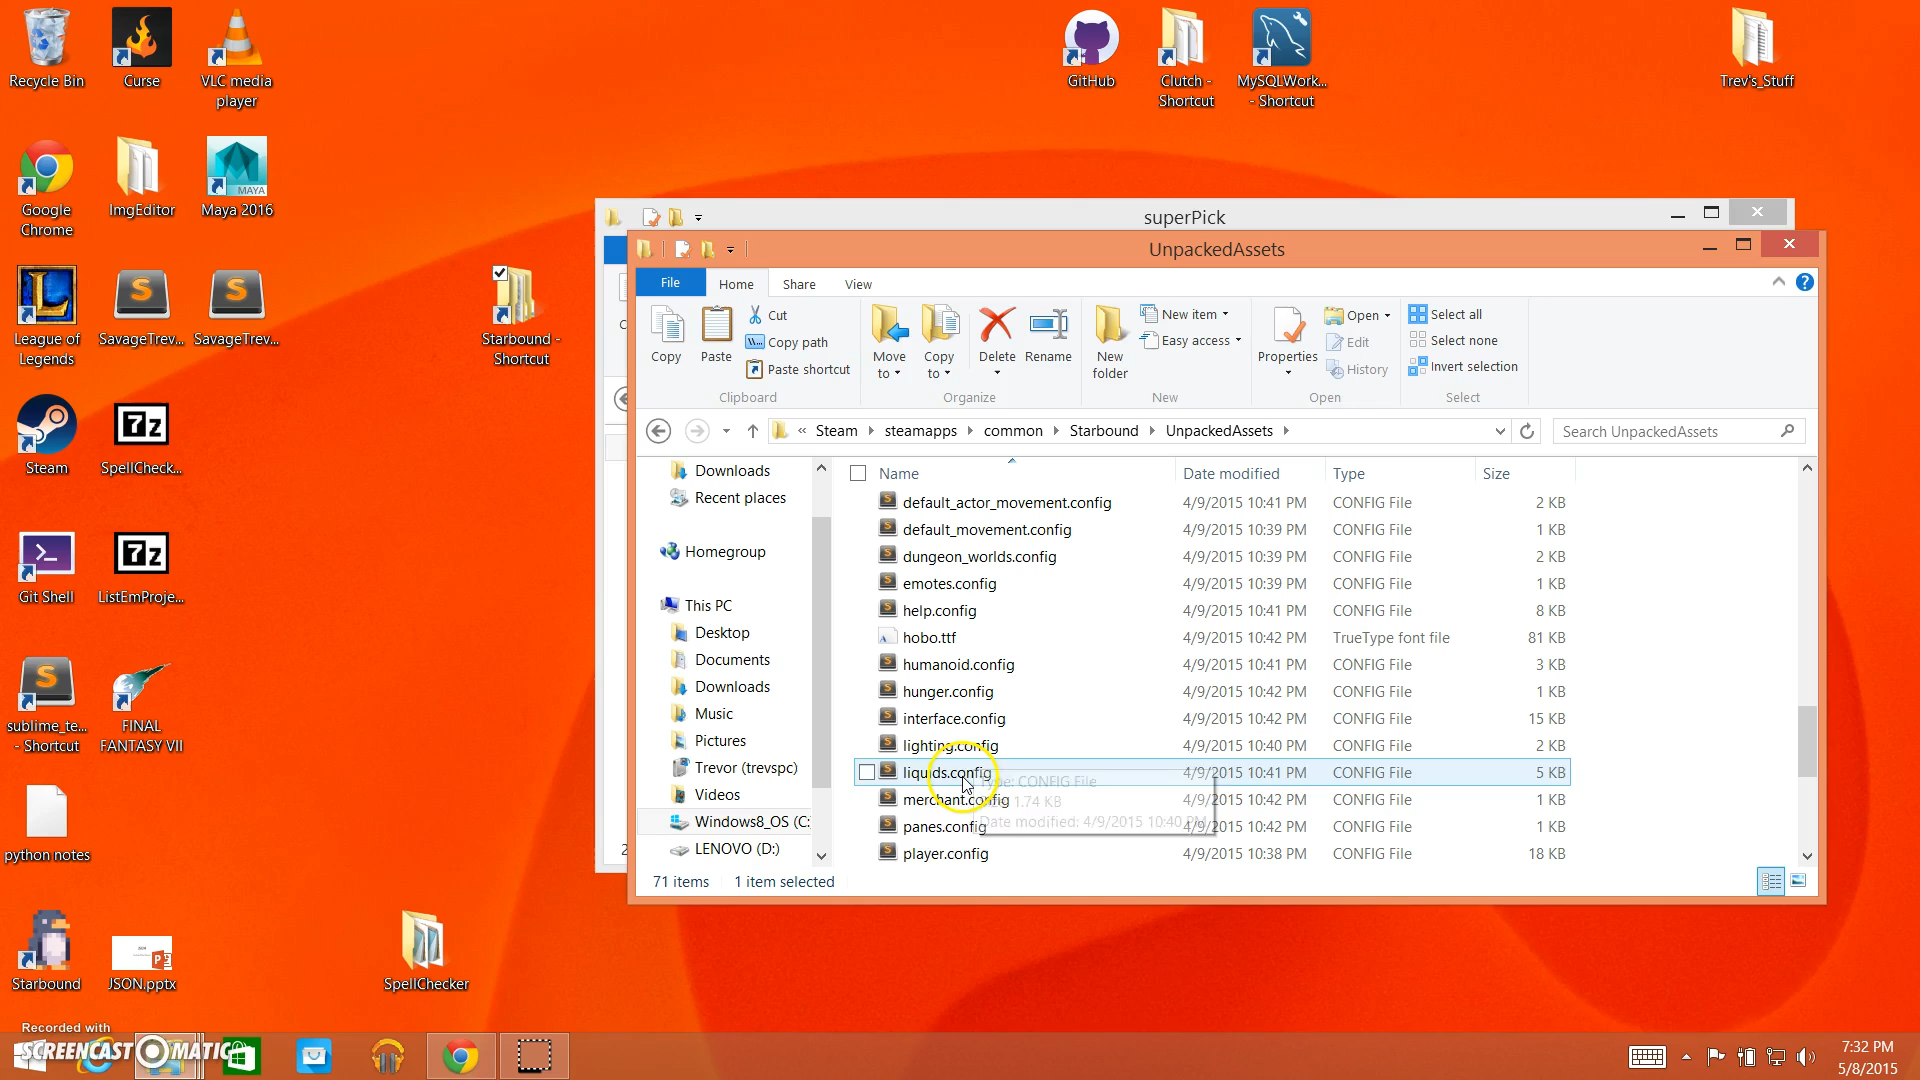 Recycle Bin
Curse
VLC media
player
GitHub
Clutch -
Shortcut
MySQLWork...
- Shortcut
Trev's_Stuff
Google
Chrome
ImgEditor
MAYA
Maya 2016
League of
Legends
SavageTrev...
SavageTrev...
Starbound -
Shortcut
Steam
SpellCheck...
Git Shell
ListEmProje...
sublime_te...
- Shortcut
FINAL
FANTASY VII
python notes
Starbound
JSON.pptx
SpellChecker
superPick
UnpackedAssets
File
Home
Share
View
Copy
Paste
Cut
Copy path
Paste shortcut
Clipboard
Move
to
Copy
to
Delete
Rename
Organize
New
folder
New item
Easy access
New
Properties
Open
Edit
History
Open
Select all
Select none
Invert selection
Select
« Steam steamapps common Starbound UnpackedAssets
Search UnpackedAssets
Downloads
Recent places
Homegroup
This PC
Desktop
Documents
Downloads
Music
Pictures
Trevor (trevspc)
Videos
Windows8_OS (C:
LENOVO (D:)
Name Date modified Type Size
default_actor_movement.config 4/9/2015 10:41 PM CONFIG File 2 KB
default_movement.config 4/9/2015 10:39 PM CONFIG File 1 KB
dungeon_worlds.config 4/9/2015 10:39 PM CONFIG File 2 KB
emotes.config 4/9/2015 10:39 PM CONFIG File 1 KB
help.config 4/9/2015 10:41 PM CONFIG File 8 KB
hobo.ttf 4/9/2015 10:42 PM TrueType font file 81 KB
humanoid.config 4/9/2015 10:41 PM CONFIG File 3 KB
hunger.config 4/9/2015 10:42 PM CONFIG File 1 KB
interface.config 4/9/2015 10:42 PM CONFIG File 15 KB
lighting.config 4/9/2015 10:40 PM CONFIG File 2 KB
liquids.config 4/9/2015 10:41 PM CONFIG File 5 KB
merchant.config 4/9/2015 10:42 PM CONFIG File 1 KB
panes.config 4/9/2015 10:42 PM CONFIG File 1 KB
player.config 4/9/2015 10:38 PM CONFIG File 18 KB
Type: CONFIG File
1.74 KB
Date modified: 4/9/2015 10:40 PM
71 items 1 item selected
Recorded with
SCREENCAST MATIC
7:32 PM
5/8/2015